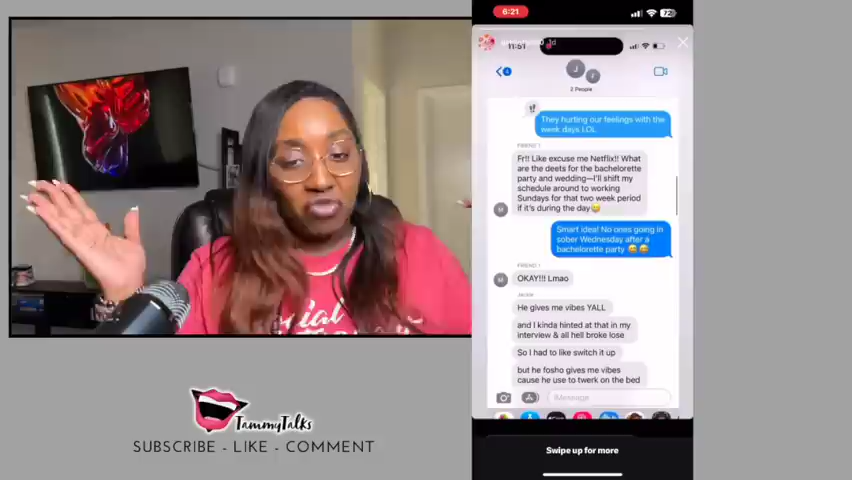 6:21
72
11:51
1d
2 People
They hurting our feelings with the
week days LOL
FRIEND 1
Fr!! Like excuse me Netflix!! What
are the deets for the bachelorette
party and wedding—I'll shift my
schedule around to working
Sundays for that two week period
if it's during the day😅
M
Smart idea! No ones going in
sober Wednesday after a
bachelorette party 😂😂
FRIEND 1
OKAY!!! Lmao
M
He gives me vibes YALL
and I kinda hinted at that in my
interview & all hell broke lose
So I had to like switch it up
but he fosho gives me vibes
cause he use to twerk on the bed
iMessage
Swipe up for more
TammyTalks
SUBSCRIBE - LIKE - COMMENT